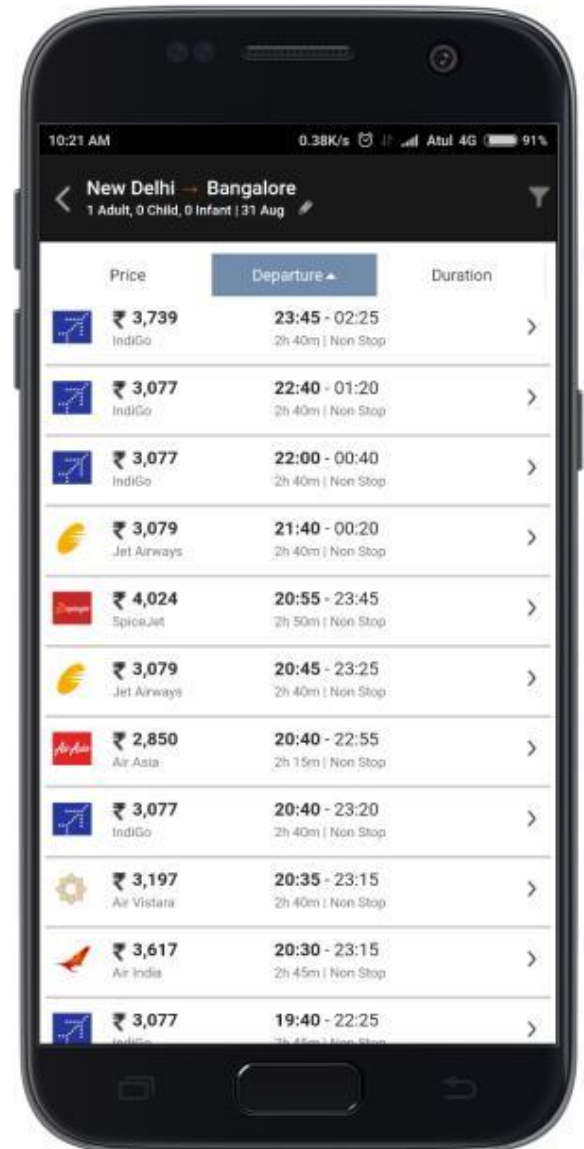 10:21 AM 0.38K/s Atul 4G 91%
New Delhi → Bangalore
1 Adult, 0 Child, 0 Infant | 31 Aug
Price Departure ▲ Duration
₹ 3,739 23:45 - 02:25
IndiGo 2h 40m | Non Stop
₹ 3,077 22:40 - 01:20
IndiGo 2h 40m | Non Stop
₹ 3,077 22:00 - 00:40
IndiGo 2h 40m | Non Stop
₹ 3,079 21:40 - 00:20
Jet Airways 2h 40m | Non Stop
₹ 4,024 20:55 - 23:45
SpiceJet 2h 50m | Non Stop
₹ 3,079 20:45 - 23:25
Jet Airways 2h 40m | Non Stop
₹ 2,850 20:40 - 22:55
Air Asia Air Asia 2h 15m | Non Stop
₹ 3,077 20:40 - 23:20
IndiGo 2h 40m | Non Stop
₹ 3,197 20:35 - 23:15
Air Vistara 2h 40m | Non Stop
₹ 3,617 20:30 - 23:15
Air India 2h 45m | Non Stop
₹ 3,077 19:40 - 22:25
IndiGo 2h 45m | Non Stop